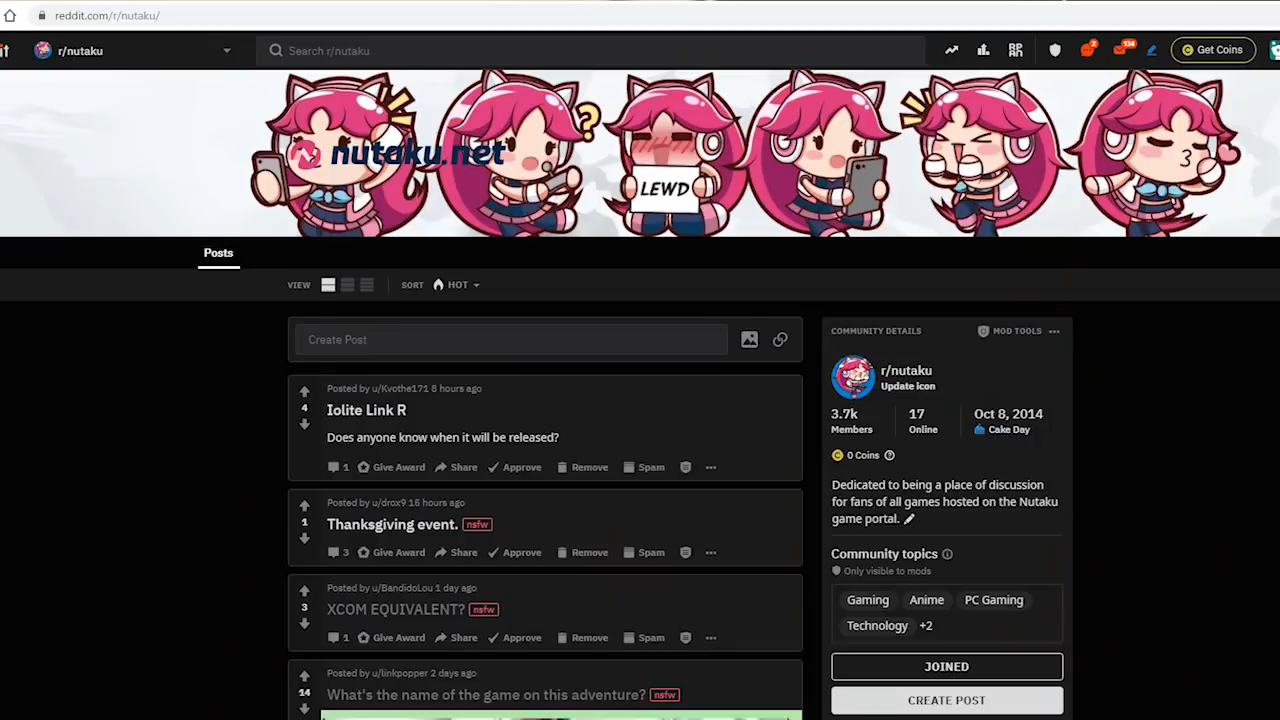 reddit.com/r/nutaku/
it r/nutaku Search r/nutaku 2 134 Get Coins
nutaku.net
?
LEWD
Posts
VIEW SORT HOT
Create Post
COMMUNITY DETAILS MOD TOOLS
r/nutaku
Update icon
3.7k 17 Oct 8, 2014
Members Online Cake Day
0 Coins
Dedicated to being a place of discussion
for fans of all games hosted on the Nutaku
game portal.
Community topics
Only visible to mods
Gaming Anime PC Gaming
Technology +2
JOINED
CREATE POST
Posted by u/Kvothe171 8 hours ago
4
Iolite Link R
Does anyone know when it will be released?
1 Give Award Share Approve Remove Spam
Posted by u/drox9 15 hours ago
1
Thanksgiving event. nsfw
3 Give Award Share Approve Remove Spam
Posted by u/BandidoLou 1 day ago
3
XCOM EQUIVALENT? nsfw
1 Give Award Share Approve Remove Spam
Posted by u/linkpopper 2 days ago
14
What's the name of the game on this adventure? nsfw